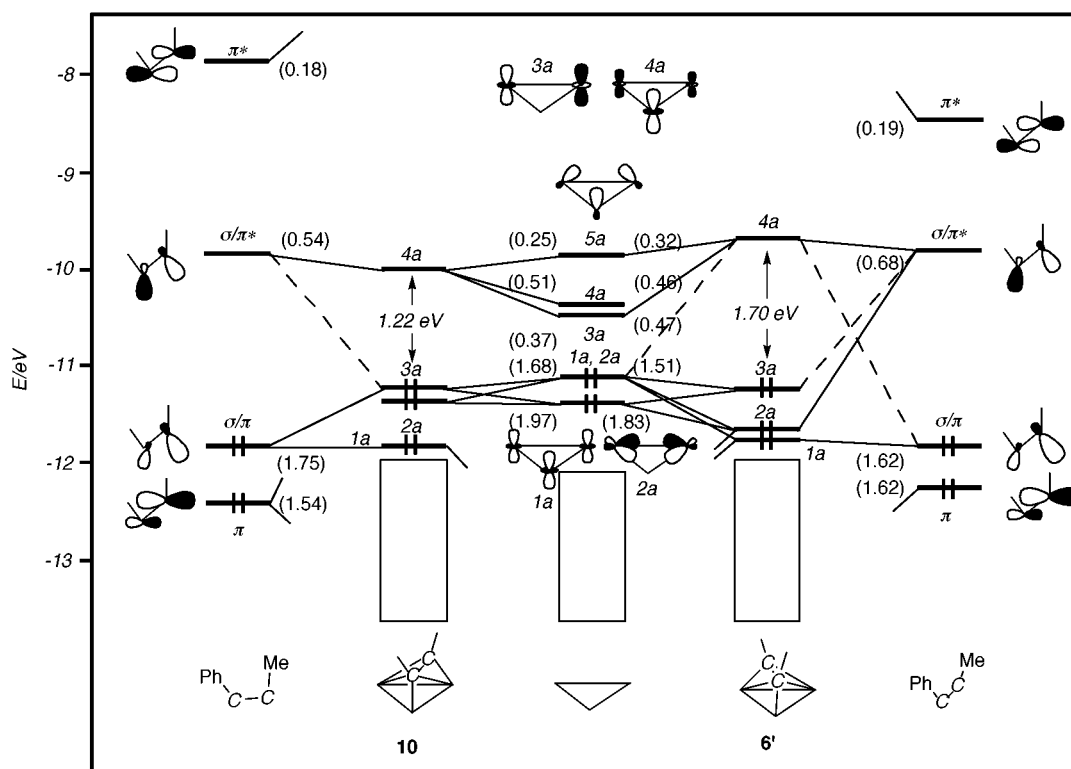 π*
(0.18)
3a
4a
-8
π*
(0.19)
-9
σ/π*
(0.54)
4a
(0.25)
5a
(0.32)
4a
σ/π*
(0.68)
-10
(0.51)
4a
(0.46)
1.22 eV
1.70 eV
3a
(0.47)
(0.37)
E/eV
-11
3a
(1.68)
1a, 2a
(1.51)
3a
σ/π
1a
2a
(1.97)
(1.83)
2a
σ/π
-12
(1.75)
1a
2a
1a
(1.62)
(1.54)
(1.62)
π
π
-13
Me
Ph
C
C
C
C
C
C
Me
Ph
C
C
10
6'